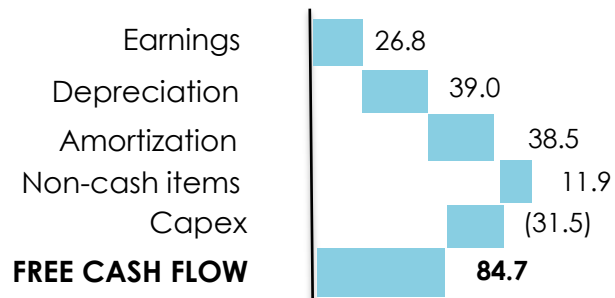 Earnings 26.8
Depreciation 39.0
Amortization 38.5
Non-cash items 11.9
Capex (31.5)
FREE CASH FLOW 84.7